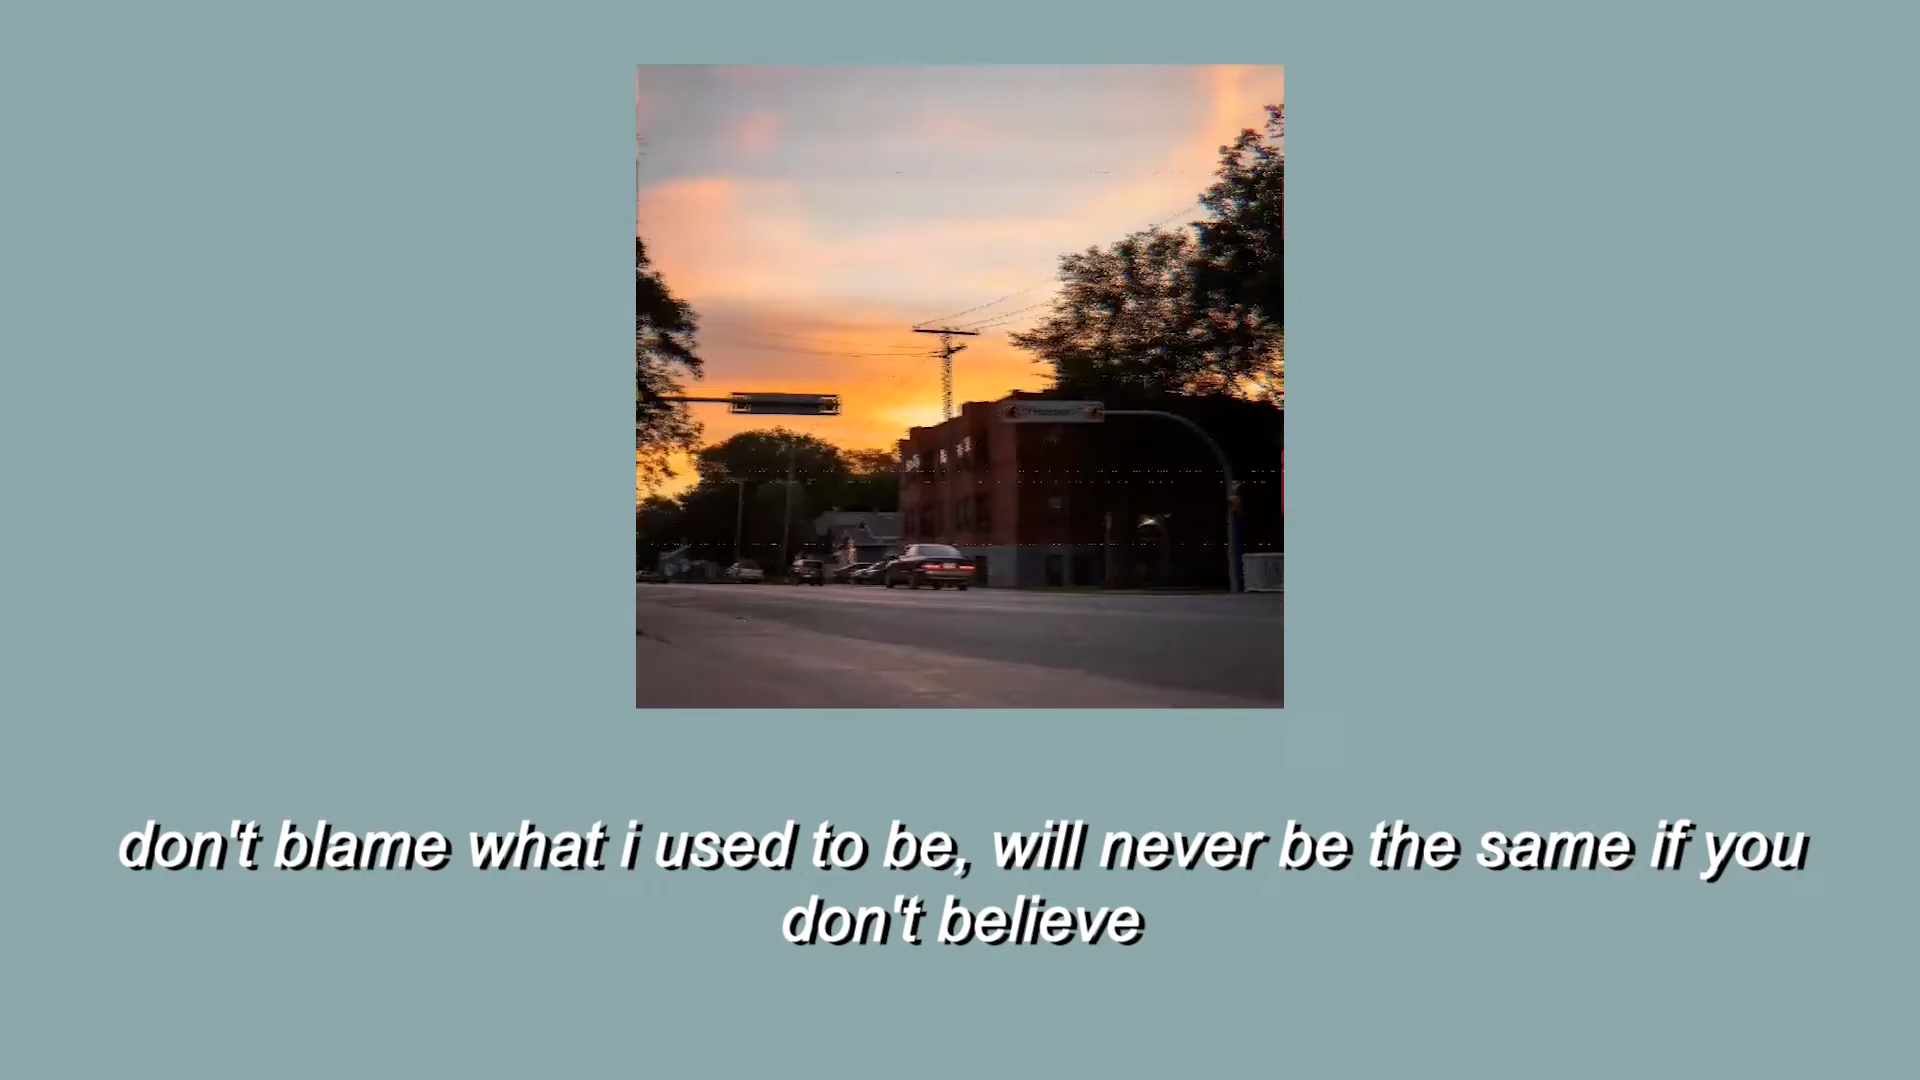 don't blame what i used to be, will never be the same if you
don't believe